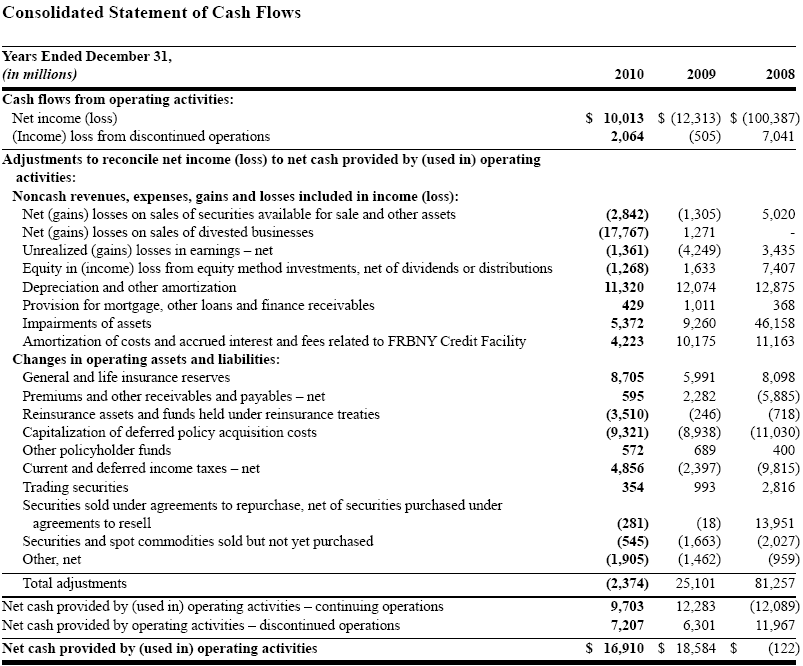 Consolidated Statement of Cash Flows
Years Ended December 31,
(in millions) 2010 2009 2008
Cash flows from operating activities:
Net income (loss) $ 10,013 $ (12,313) $ (100,387)
(Income) loss from discontinued operations 2,064 (505) 7,041
Adjustments to reconcile net income (loss) to net cash provided by (used in) operating
activities:
Noncash revenues, expenses, gains and losses included in income (loss):
Net (gains) losses on sales of securities available for sale and other assets (2,842) (1,305) 5,020
Net (gains) losses on sales of divested businesses (17,767) 1,271 -
Unrealized (gains) losses in earnings – net (1,361) (4,249) 3,435
Equity in (income) loss from equity method investments, net of dividends or distributions (1,268) 1,633 7,407
Depreciation and other amortization 11,320 12,074 12,875
Provision for mortgage, other loans and finance receivables 429 1,011 368
Impairments of assets 5,372 9,260 46,158
Amortization of costs and accrued interest and fees related to FRBNY Credit Facility 4,223 10,175 11,163
Changes in operating assets and liabilities:
General and life insurance reserves 8,705 5,991 8,098
Premiums and other receivables and payables – net 595 2,282 (5,885)
Reinsurance assets and funds held under reinsurance treaties (3,510) (246) (718)
Capitalization of deferred policy acquisition costs (9,321) (8,938) (11,030)
Other policyholder funds 572 689 400
Current and deferred income taxes – net 4,856 (2,397) (9,815)
Trading securities 354 993 2,816
Securities sold under agreements to repurchase, net of securities purchased under
agreements to resell (281) (18) 13,951
Securities and spot commodities sold but not yet purchased (545) (1,663) (2,027)
Other, net (1,905) (1,462) (959)
Total adjustments (2,374) 25,101 81,257
Net cash provided by (used in) operating activities – continuing operations 9,703 12,283 (12,089)
Net cash provided by operating activities – discontinued operations 7,207 6,301 11,967
Net cash provided by (used in) operating activities $ 16,910 $ 18,584 $ (122)